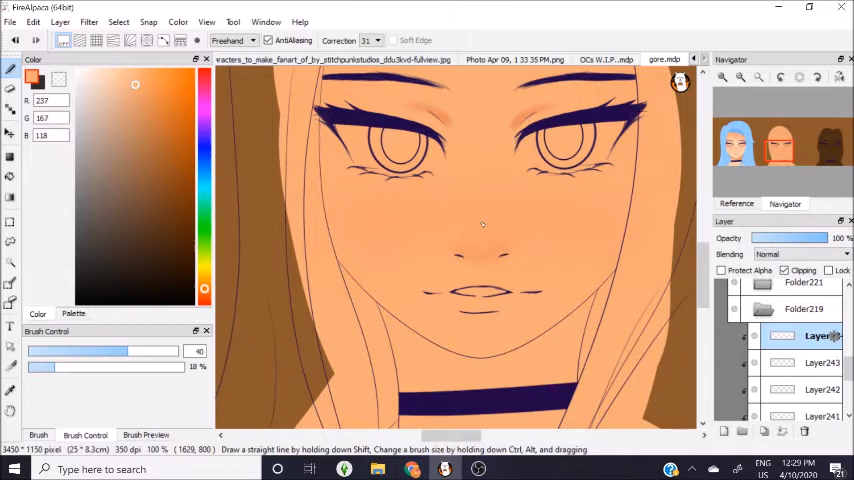 FireAlpaca (64bit)
File Edit Layer Filter Select Snap Color View Tool Window Help
Freehand AntiAliasing Correction 31 Soft Edge
Color
R 237
G 167
B 118
Color Palette
Brush Control
40
18 %
Brush Brush Control Brush Preview
racters_to_make_fanart_of_by_stitchpunkstudios_ddu3kvd-fullview.jpg Photo Apr 09, 1 33 35 PM.png OCs W.I.P...mdp gore.mdp
Navigator
Reference Navigator
Layer
Opacity 100 %
Blending Normal
Protect Alpha Clipping Lock
Folder221
Folder219
Layer243
Layer242
Layer241
3450 * 1150 pixel (25 * 8.3cm) 350 dpi 100 % ( 1629, 800 ) Draw a straight line by holding down Shift, Change a brush size by holding down Ctrl, Alt, and dragging
Type here to search
ENG
US
12:29 PM
4/10/2020
21